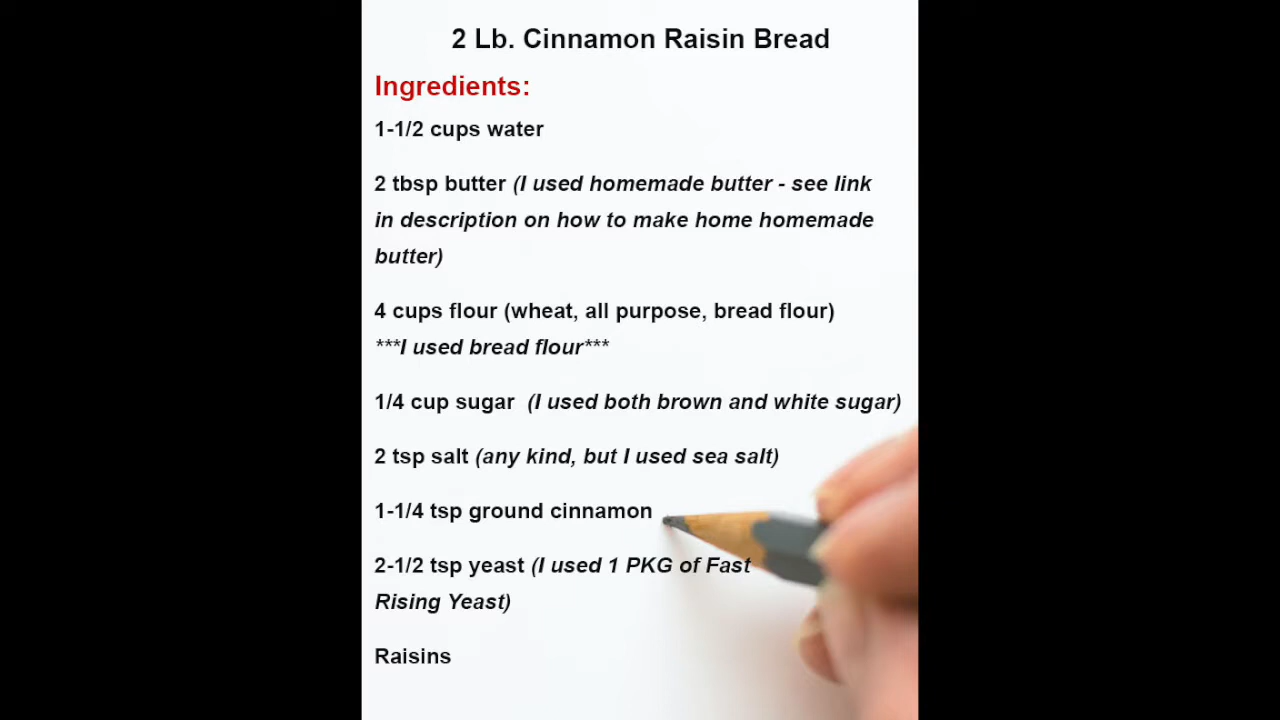 2 Lb. Cinnamon Raisin Bread
Ingredients:
1-1/2 cups water
2 tbsp butter (I used homemade butter - see link
in description on how to make home homemade
butter)
4 cups flour (wheat, all purpose, bread flour)
***I used bread flour***
1/4 cup sugar (I used both brown and white sugar)
2 tsp salt (any kind, but I used sea salt)
1-1/4 tsp ground cinnamon
2-1/2 tsp yeast (I used 1 PKG of Fast
Rising Yeast)
Raisins